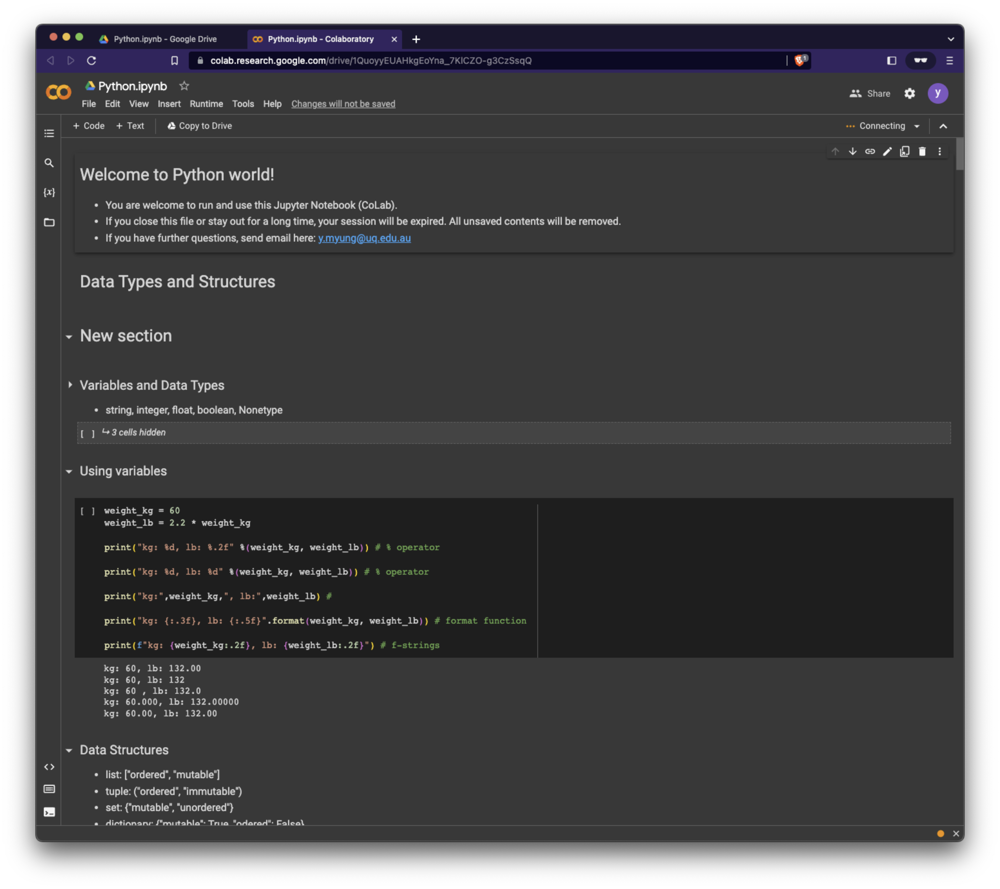 Python.ipynb - Google Drive
Python.ipynb - Colaboratory
colab.research.google.com/drive/1QuoyyEUAHkgEoYna_7KlCZO-g3CzSsqQ
1
Python.ipynb
File Edit View Insert Runtime Tools Help Changes will not be saved
Share
y
+ Code + Text Copy to Drive
Connecting
Welcome to Python world!
• You are welcome to run and use this Jupyter Notebook (CoLab).
• If you close this file or stay out for a long time, your session will be expired. All unsaved contents will be removed.
• If you have further questions, send email here: y.myung@uq.edu.au
Data Types and Structures
New section
Variables and Data Types
• string, integer, float, boolean, Nonetype
[ ] ↳ 3 cells hidden
Using variables
[ ] weight_kg = 60
weight_lb = 2.2 * weight_kg
print("kg: %d, lb: %.2f" %(weight_kg, weight_lb)) # % operator
print("kg: %d, lb: %d" %(weight_kg, weight_lb)) # % operator
print("kg:",weight_kg,", lb:",weight_lb) #
print("kg: {:.3f}, lb: {:.5f}".format(weight_kg, weight_lb)) # format function
print(f"kg: {weight_kg:.2f}, lb: {weight_lb:.2f}") # f-strings
kg: 60, lb: 132.00
kg: 60, lb: 132
kg: 60 , lb: 132.0
kg: 60.000, lb: 132.00000
kg: 60.00, lb: 132.00
Data Structures
• list: ["ordered", "mutable"]
• tuple: ("ordered", "immutable")
• set: {"mutable", "unordered"}
• dictionary: {"mutable": True, "odered": False}